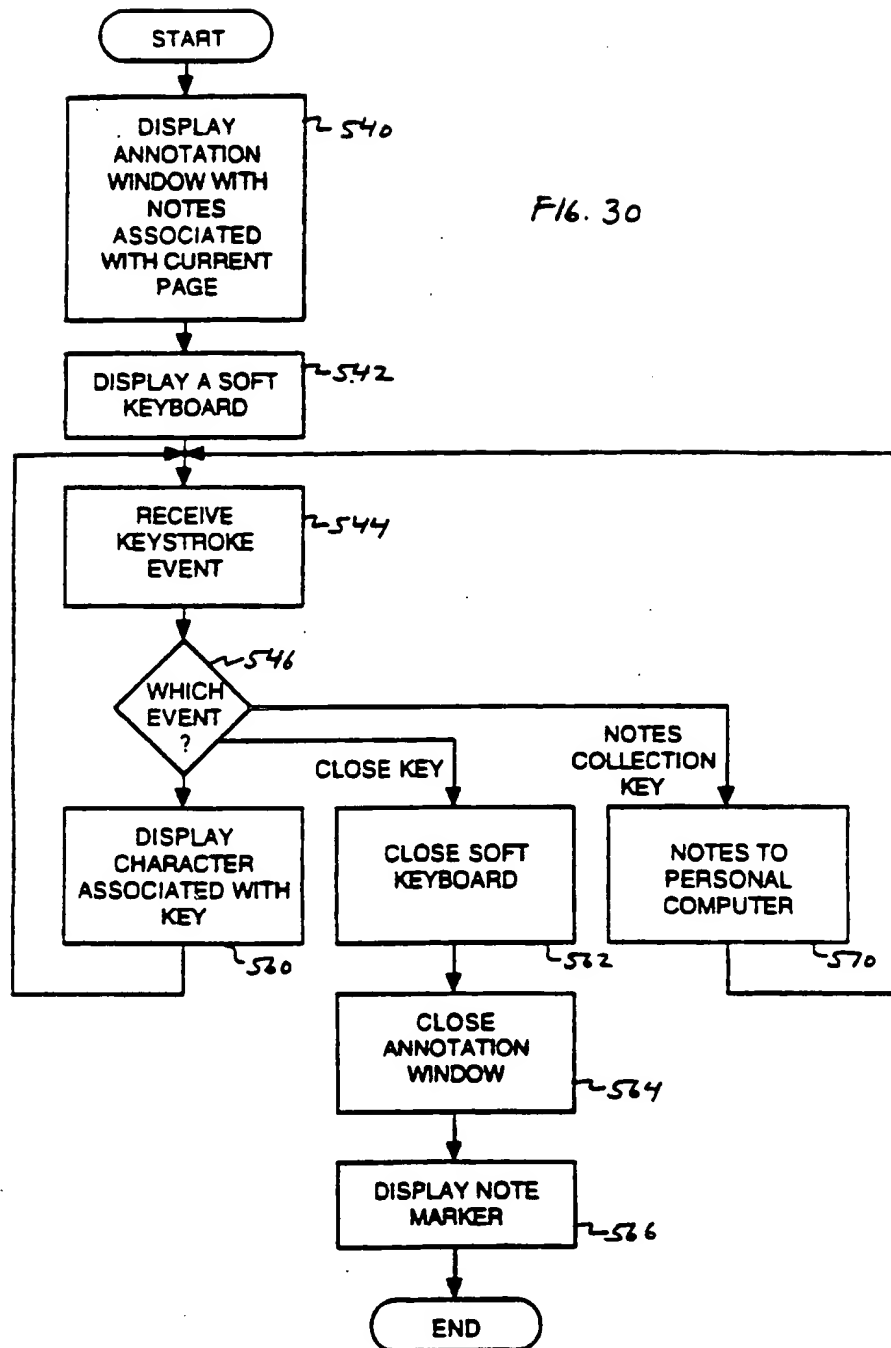 START
DISPLAY
ANNOTATION
WINDOW WITH
NOTES
ASSOCIATED
WITH CURRENT
PAGE
540
FIG. 30
DISPLAY A SOFT
KEYBOARD
542
RECEIVE
KEYSTROKE
EVENT
544
WHICH
EVENT
?
546
CLOSE KEY
NOTES
COLLECTION
KEY
DISPLAY
CHARACTER
ASSOCIATED WITH
KEY
560
CLOSE SOFT
KEYBOARD
562
NOTES TO
PERSONAL
COMPUTER
570
CLOSE
ANNOTATION
WINDOW
564
DISPLAY NOTE
MARKER
566
END